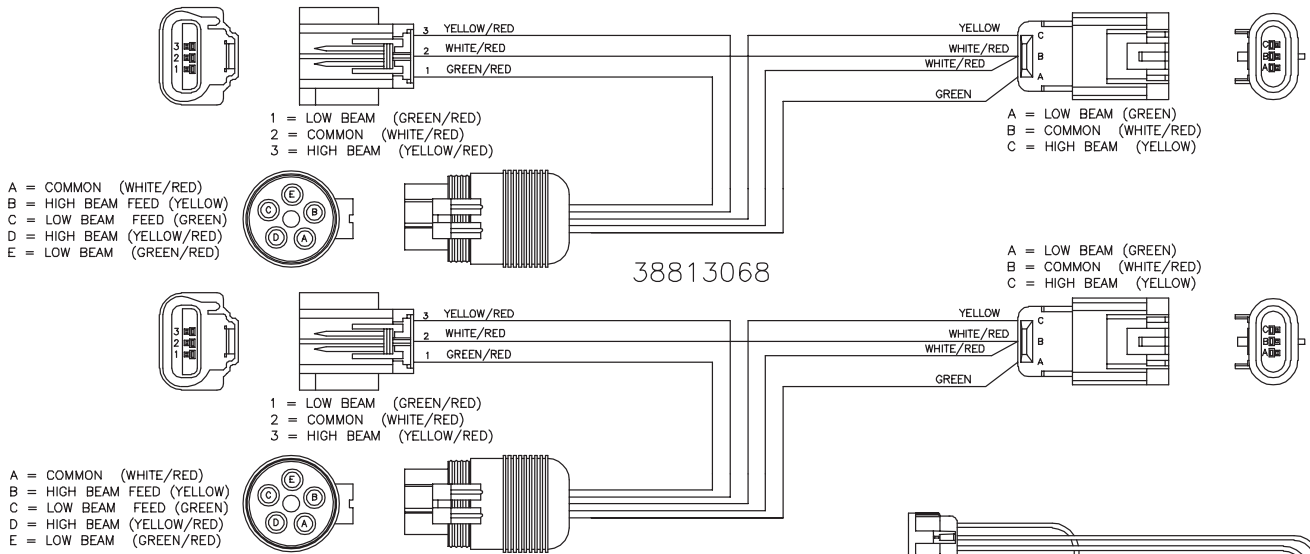 3 YELLOW/RED
2 WHITE/RED
1 GREEN/RED
YELLOW C
WHITE/RED B
WHITE/RED
A
GREEN
3
2
1
C
B
A
1 = LOW BEAM (GREEN/RED)
2 = COMMON (WHITE/RED)
3 = HIGH BEAM (YELLOW/RED)
A = LOW BEAM (GREEN)
B = COMMON (WHITE/RED)
C = HIGH BEAM (YELLOW)
A = COMMON (WHITE/RED)
B = HIGH BEAM FEED (YELLOW)
C = LOW BEAM FEED (GREEN)
D = HIGH BEAM (YELLOW/RED)
E = LOW BEAM (GREEN/RED)
E
C B
D A
38813068
A = LOW BEAM (GREEN)
B = COMMON (WHITE/RED)
C = HIGH BEAM (YELLOW)
3 YELLOW/RED
2 WHITE/RED
1 GREEN/RED
YELLOW C
WHITE/RED B
WHITE/RED
A
GREEN
3
2
1
C
B
A
1 = LOW BEAM (GREEN/RED)
2 = COMMON (WHITE/RED)
3 = HIGH BEAM (YELLOW/RED)
A = COMMON (WHITE/RED)
B = HIGH BEAM FEED (YELLOW)
C = LOW BEAM FEED (GREEN)
D = HIGH BEAM (YELLOW/RED)
E = LOW BEAM (GREEN/RED)
E
C B
D A